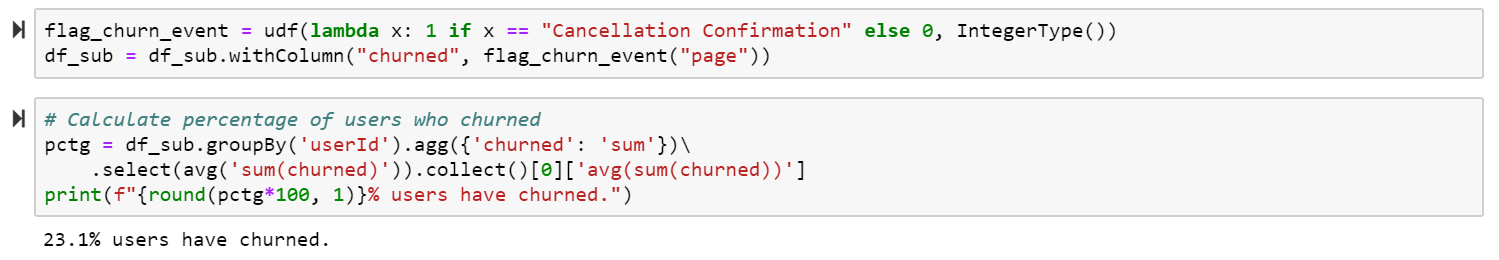 flag_churn_event = udf(lambda x: 1 if x == "Cancellation Confirmation" else 0, IntegerType())
df_sub = df_sub.withColumn("churned", flag_churn_event("page"))
# Calculate percentage of users who churned
pctg = df_sub.groupBy('userId').agg({'churned': 'sum'})\
    .select(avg('sum(churned)')).collect()[0]['avg(sum(churned))']
print(f"{round(pctg*100, 1)}% users have churned.")
23.1% users have churned.